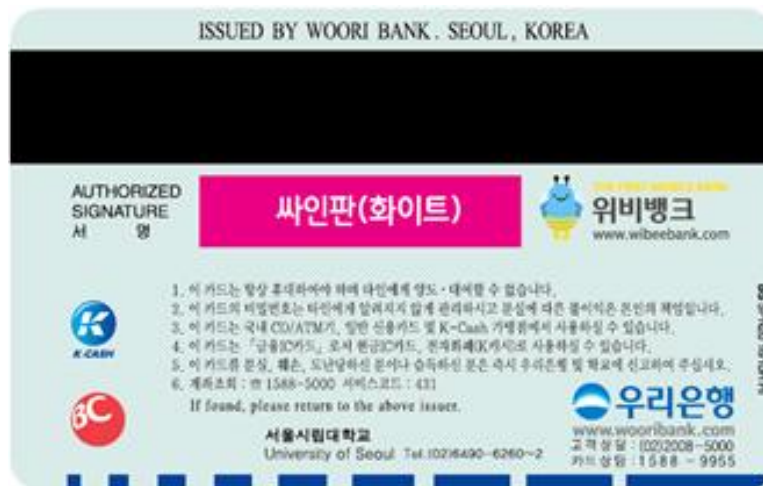 ISSUED BY WOORI BANK. SEOUL, KOREA
AUTHORIZED
SIGNATURE
서 명
싸인판(화이트)
위비뱅크
www.wibeebank.com
1. 이 카드는 항상 휴대하여야 하며 타인에게 양도·대여할 수 없습니다.
2. 이 카드의 비밀번호는 타인에게 알려지지 않게 관리하시고 분실에 따른 불이익은 본인의 책임입니다.
3. 이 카드는 국내 CD/ATM기, 일반 신용카드 및 K-Cash 가맹점에서 사용하실 수 있습니다.
4. 이 카드는 「금융IC카드」로서 현금IC카드, 전자화폐(K캐시)로 사용하실 수 있습니다.
5. 이 카드를 분실, 훼손, 도난당하신 분이나 습득하신 분은 즉시 우리은행 및 학교에 신고하여 주십시오.
6. 계좌조회 : ☎ 1588-5000 서비스코드 : 431
If found, please return to the above issuer.
K-CASH
BC
우리은행
www.wooribank.com
고객상담 : (02)2008-5000
카드상담 : 1588-9955
서울시립대학교
University of Seoul Tel.(02)6490-6260~2